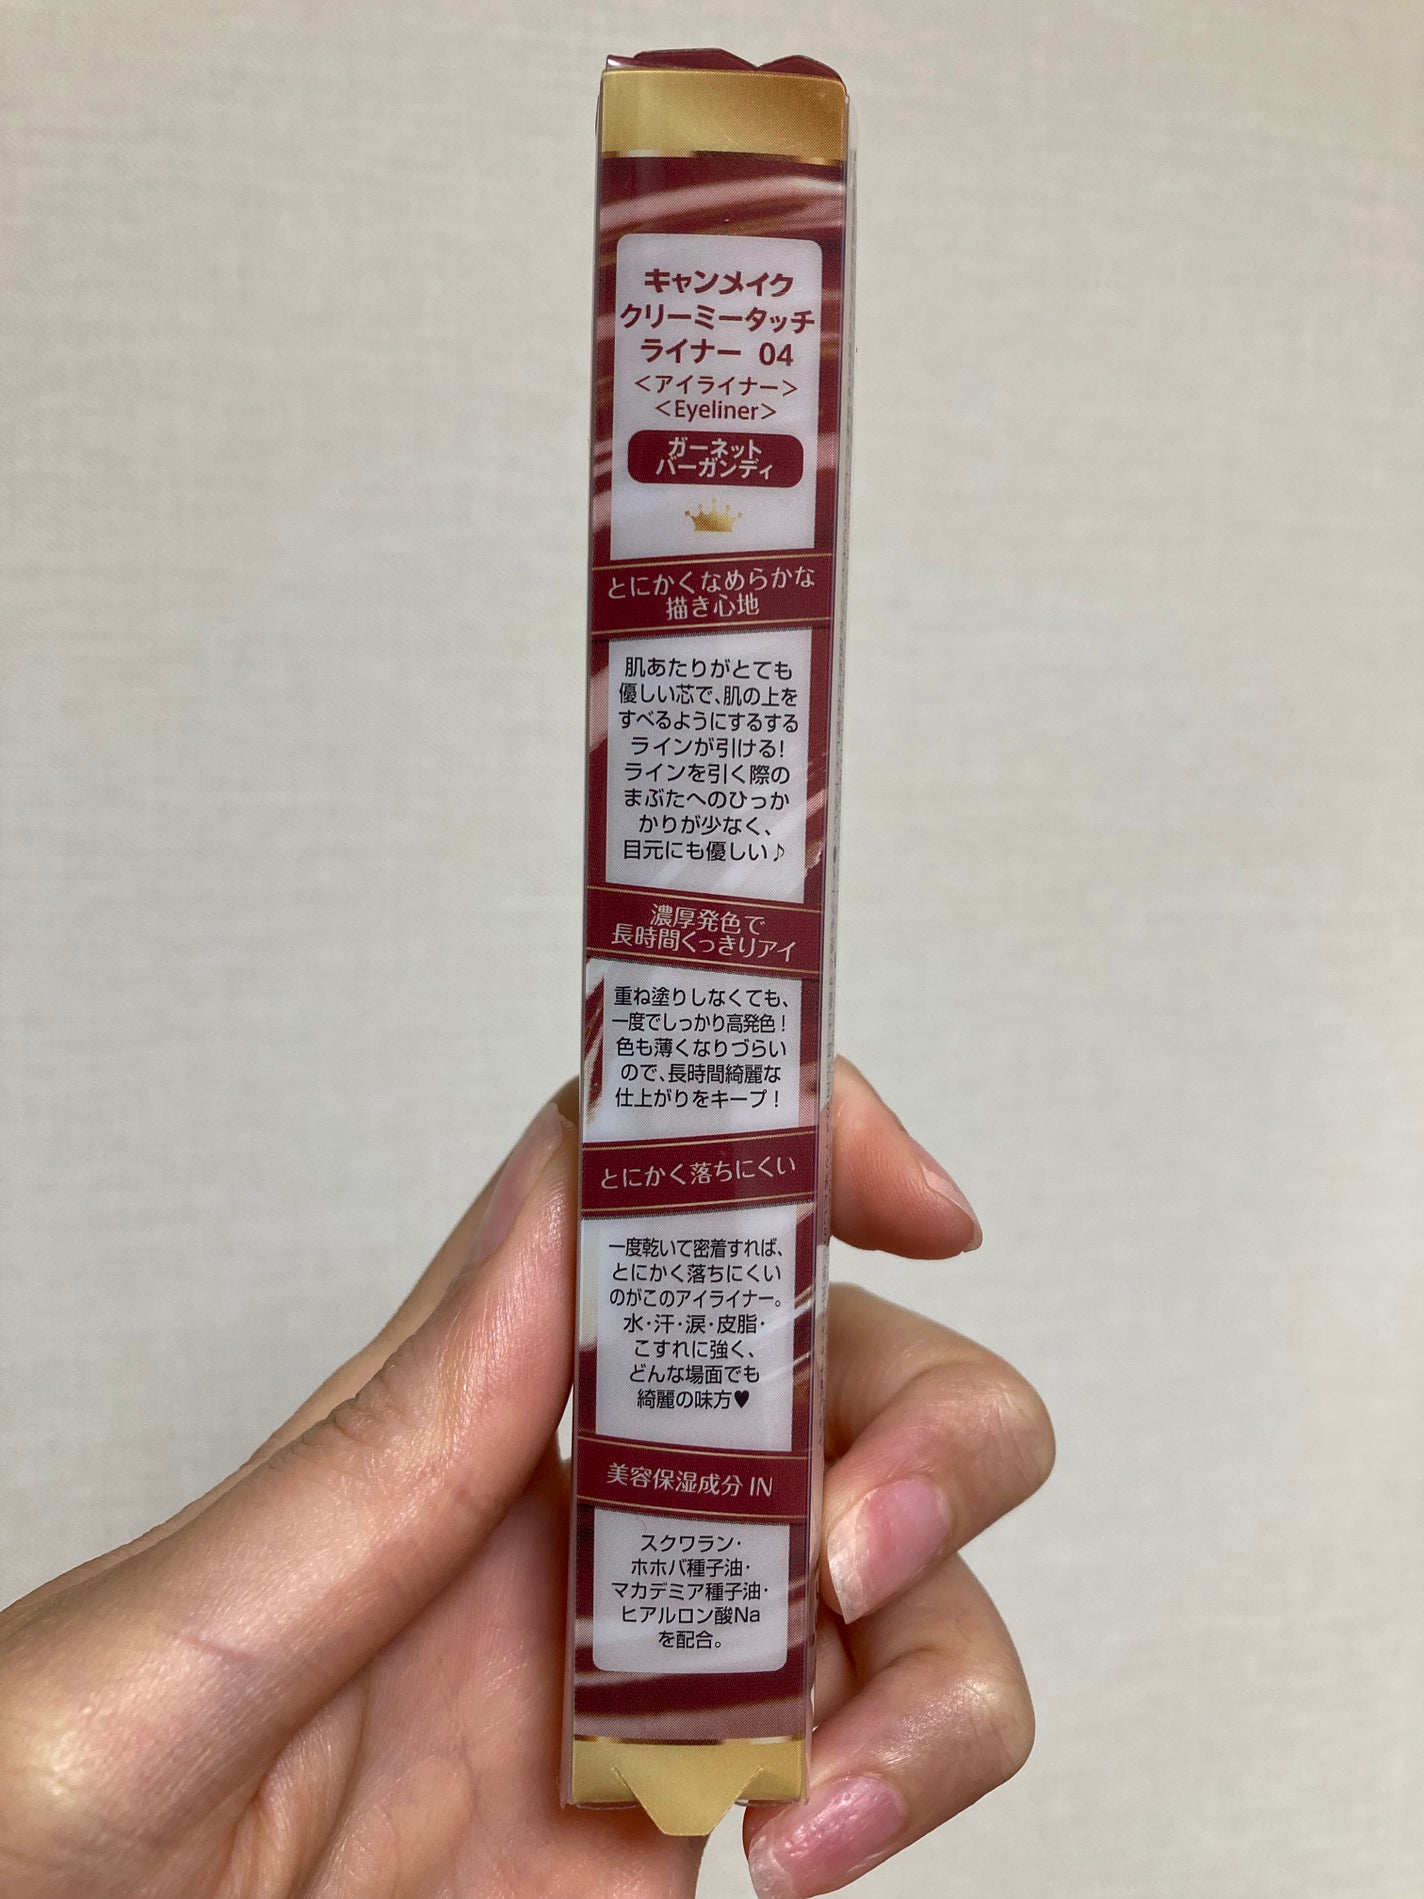 キャンメイク
クリーミータッチ
ライナー 04
＜アイライナー＞
＜Eyeliner＞
ガーネット
バーガンディ
とにかくなめらかな
描き心地
肌あたりがとても
優しい芯で、肌の上を
すべるようにするする
ラインが引ける!
ラインを引く際の
まぶたへのひっか
かりが少なく、
目元にも優しい♪
濃厚発色で
長時間くっきりアイ
重ね塗りしなくても、
一度でしっかり高発色!
色も薄くなりづらい
ので、長時間綺麗な
仕上がりをキープ!
とにかく落ちにくい
一度乾いて密着すれば、
とにかく落ちにくい
のがこのアイライナー。
水・汗・涙・皮脂・
こすれに強く、
どんな場面でも
綺麗の味方♥
美容保湿成分 IN
スクワラン・
ホホバ種子油・
マカデミア種子油・
ヒアルロン酸Na
を配合。